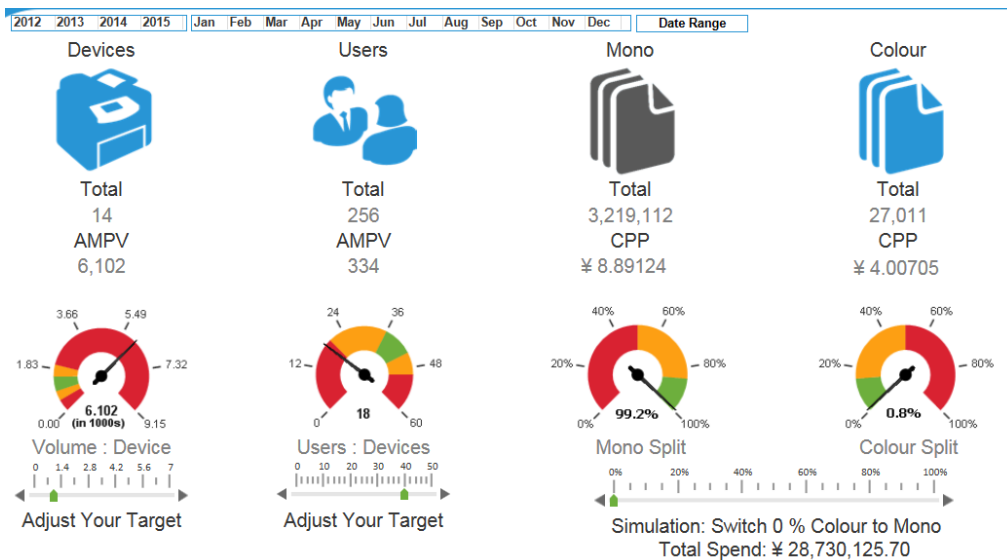 2012 2013 2014 2015 Jan Feb Mar Apr May Jun Jul Aug Sep Oct Nov Dec Date Range
Devices Users Mono Colour
Total Total Total Total
14 256 3,219,112 27,011
AMPV AMPV CPP CPP
6,102 334 ¥ 8.89124 ¥ 4.00705
3.66 5.49 24 36 40% 60% 40% 60%
1.83 7.32 12 48 20% 80% 20% 80%
6.102 18 99.2% 0.8%
(in 1000s)
0.00 9.15 0 60 0% 100% 0% 100%
Volume : Device Users : Devices Mono Split Colour Split
0 1.4 2.8 4.2 5.6 7 0 10 20 30 40 50 0% 20% 40% 60% 80% 100%
Adjust Your Target Adjust Your Target Simulation: Switch 0 % Colour to Mono
Total Spend: ¥ 28,730,125.70